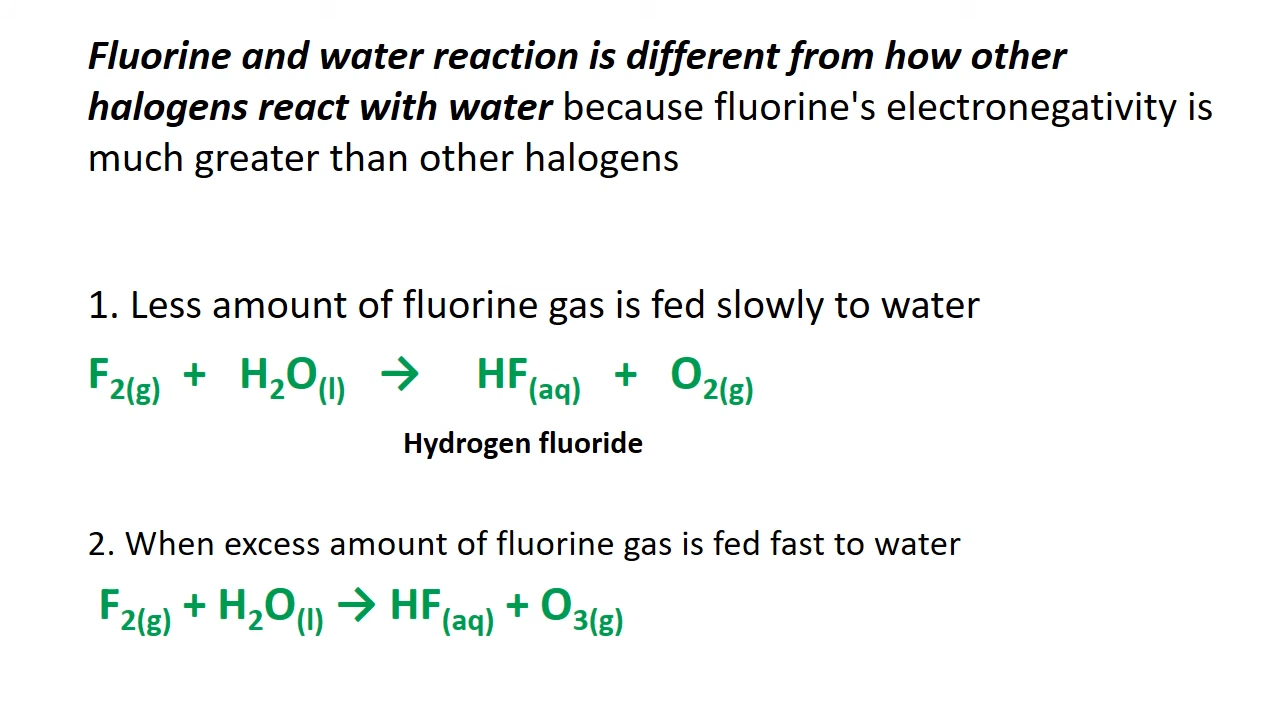 Fluorine and water reaction is different from how other
halogens react with water because fluorine's electronegativity is
much greater than other halogens
1. Less amount of fluorine gas is fed slowly to water
F₂(g) + H₂O(l) → HF(aq) + O₂(g)
Hydrogen fluoride
2. When excess amount of fluorine gas is fed fast to water
F₂(g) + H₂O(l) → HF(aq) + O₃(g)